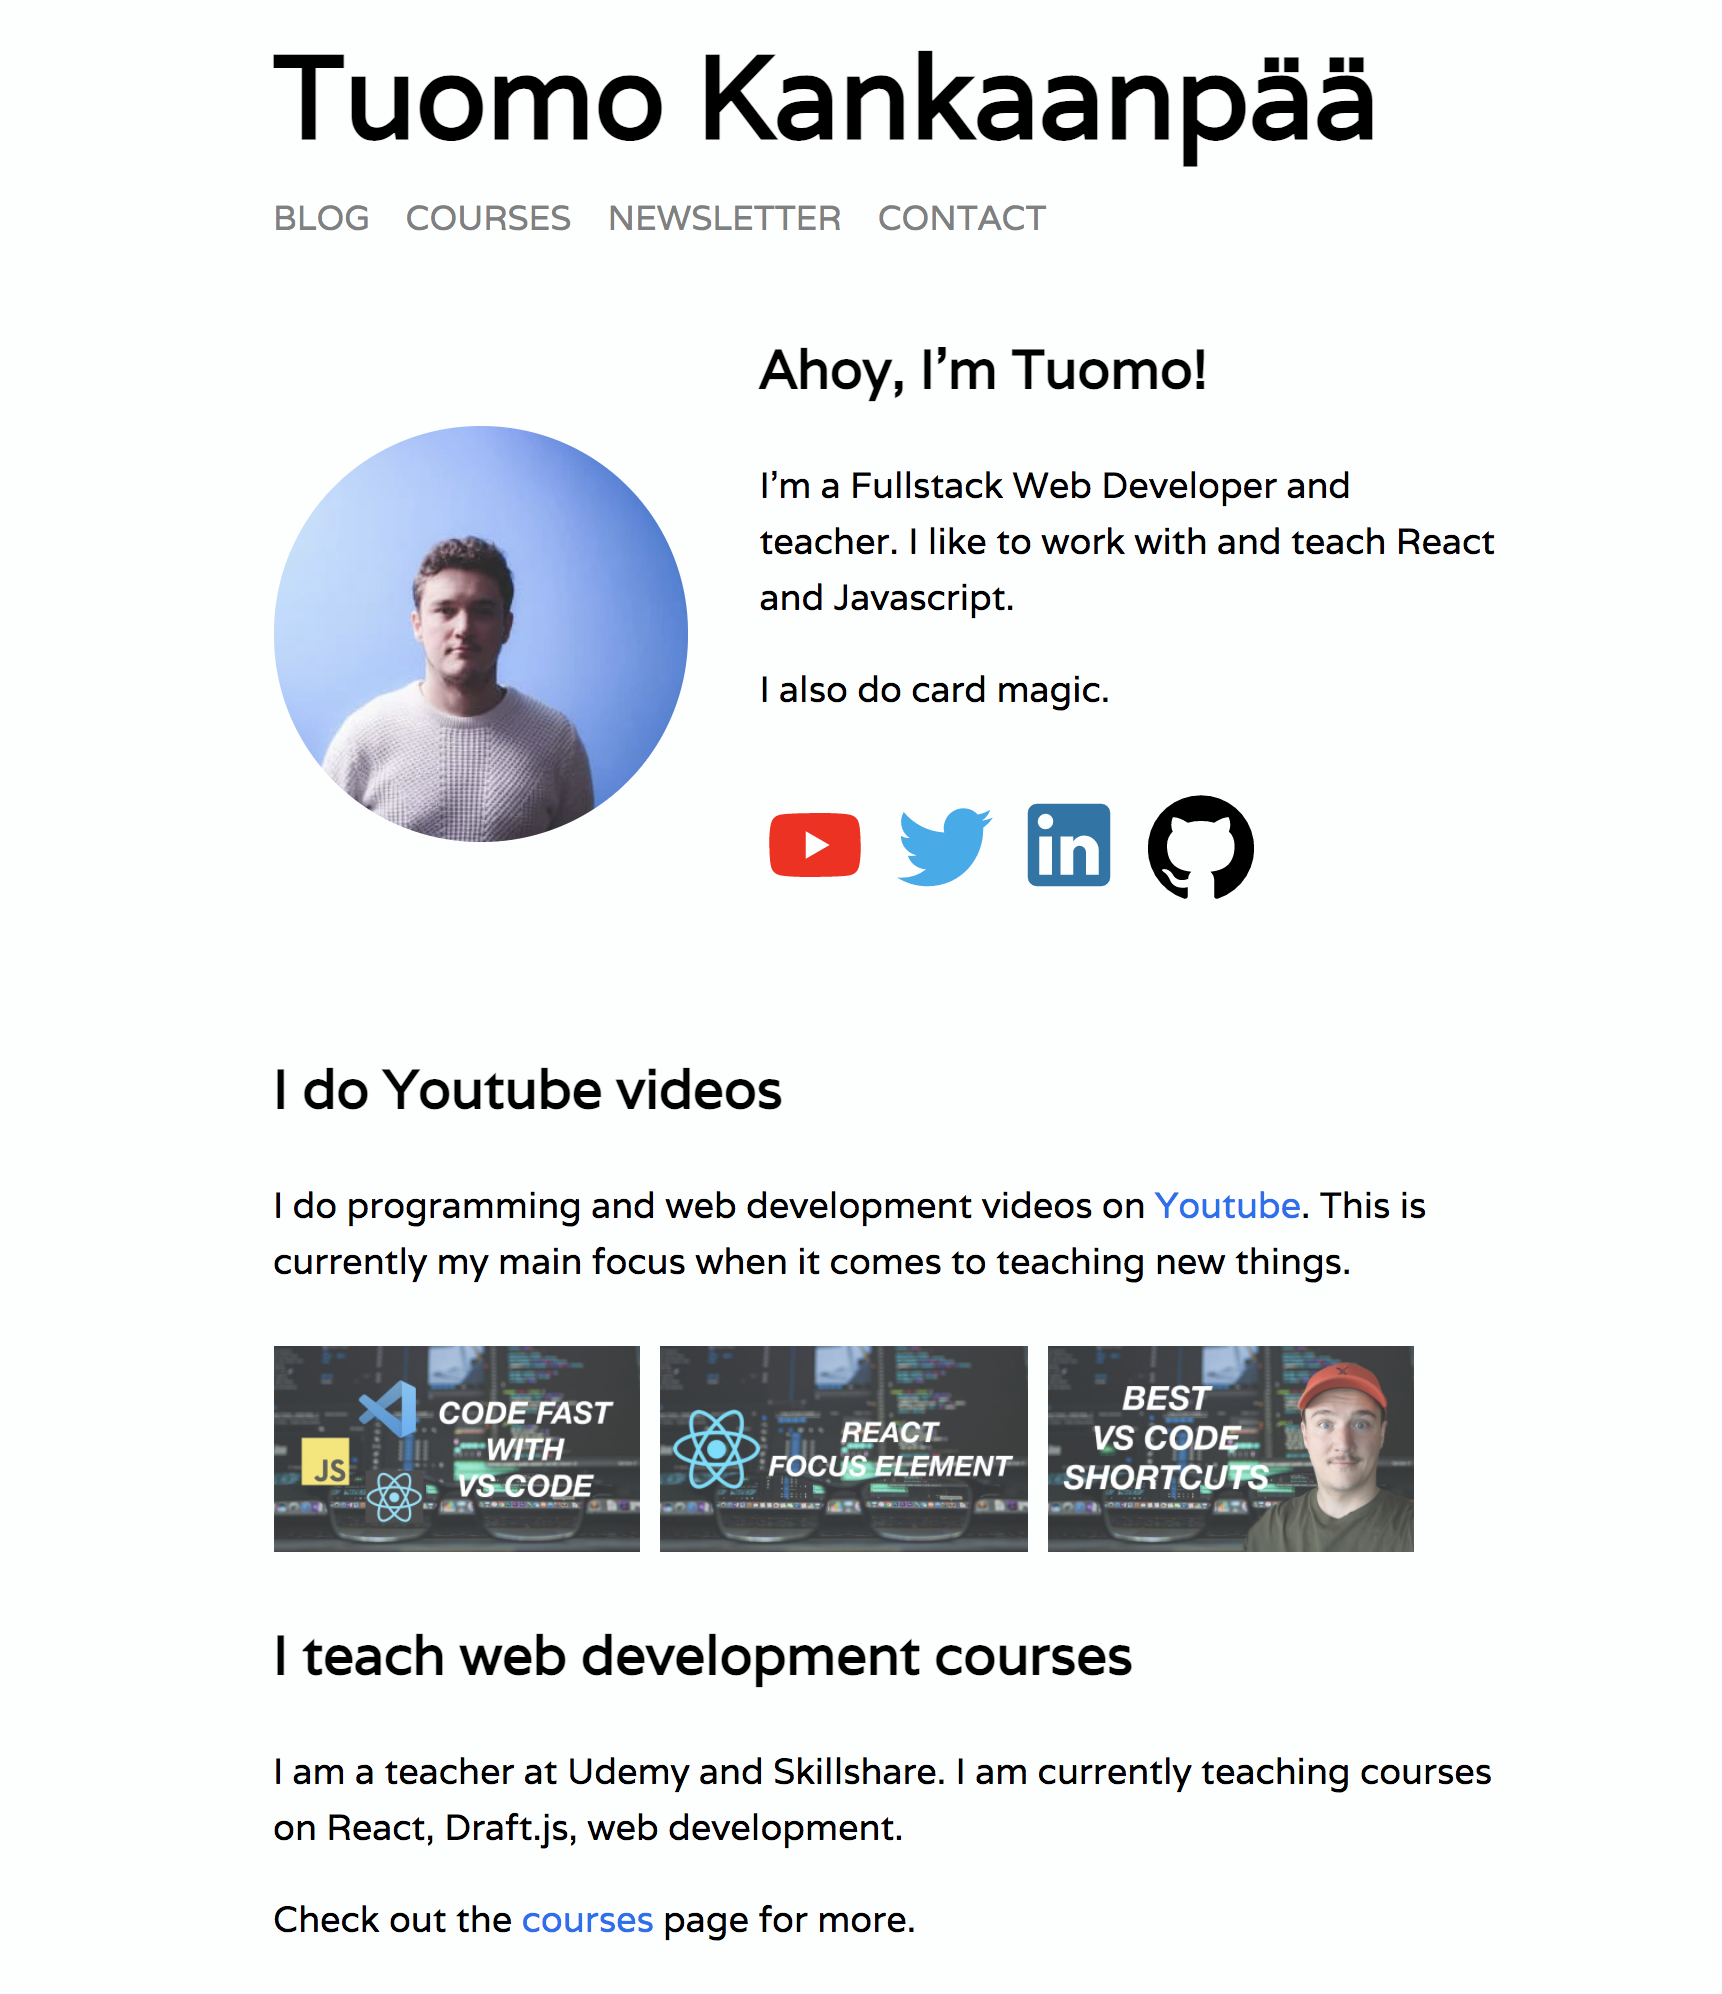 Tuomo Kankaanpää
BLOG COURSES NEWSLETTER CONTACT
Ahoy, I’m Tuomo!
I’m a Fullstack Web Developer and
teacher. I like to work with and teach React
and Javascript.
I also do card magic.
in
I do Youtube videos
I do programming and web development videos on Youtube. This is
currently my main focus when it comes to teaching new things.
JS
CODE FAST
WITH
VS CODE
REACT
FOCUS ELEMENT
BEST
VS CODE
SHORTCUTS
I teach web development courses
I am a teacher at Udemy and Skillshare. I am currently teaching courses
on React, Draft.js, web development.
Check out the courses page for more.